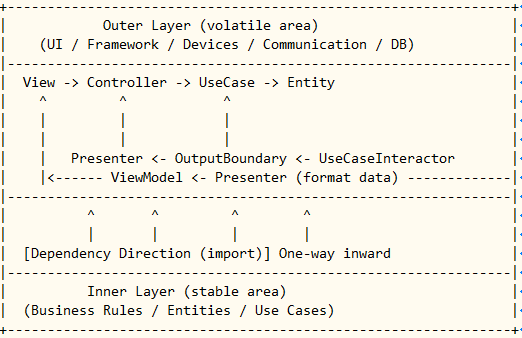 +---------------------------------------------------------------+
| Outer Layer (volatile area) |
| (UI / Framework / Devices / Communication / DB) |
|---------------------------------------------------------------|
| View -> Controller -> UseCase -> Entity |
| ^ ^ ^ |
| | | | |
| | | | |
| | Presenter <- OutputBoundary <- UseCaseInteractor |
| |<------ ViewModel <- Presenter (format data) -------------|
|---------------------------------------------------------------|
| ^ ^ ^ ^ |
| | | | | |
| [Dependency Direction (import)] One-way inward |
|---------------------------------------------------------------|
| Inner Layer (stable area) |
| (Business Rules / Entities / Use Cases) |
+---------------------------------------------------------------+